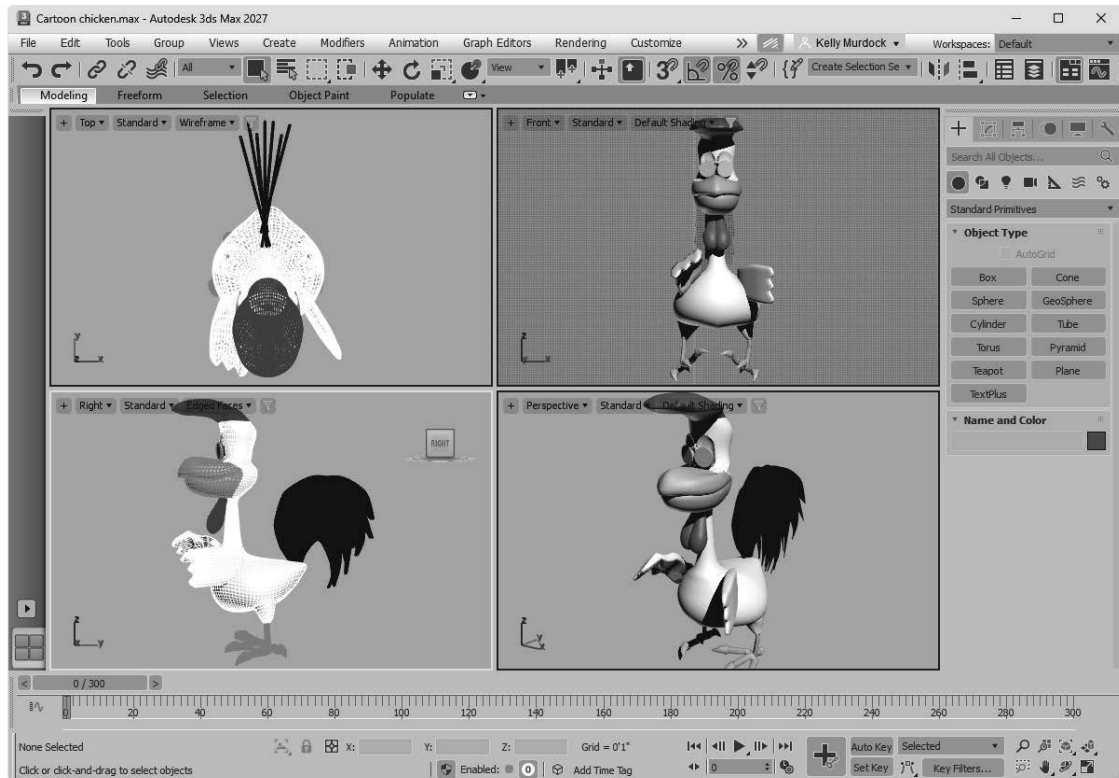 Cartoon chicken.max - Autodesk 3ds Max 2027
File Edit Tools Group Views Create Modifiers Animation Graph Editors Rendering Customize Kelly Murdock Workspaces: Default
All View Create Selection Se
Modeling Freeform Selection Object Paint Populate
+ Top Standard Wireframe
+ Front Standard Default Shading
Search All Objects...
Standard Primitives
Object Type
AutoGrid
Box Cone
Sphere GeoSphere
Cylinder Tube
Torus Pyramid
Teapot Plane
TextPlus
Name and Color
y
z x
z
y x
+ Right Standard Edged Faces
+ Perspective Standard Default Shading
RIGHT
z
x y
z
y
x
< 0 / 300 >
0 20 40 60 80 100 120 140 160 180 200 220 240 260 280 300
None Selected X: Y: Z: Grid = 0'1" Auto Key Selected
Click or click-and-drag to select objects Enabled: 0 Add Time Tag 0 Set Key Key Filters...